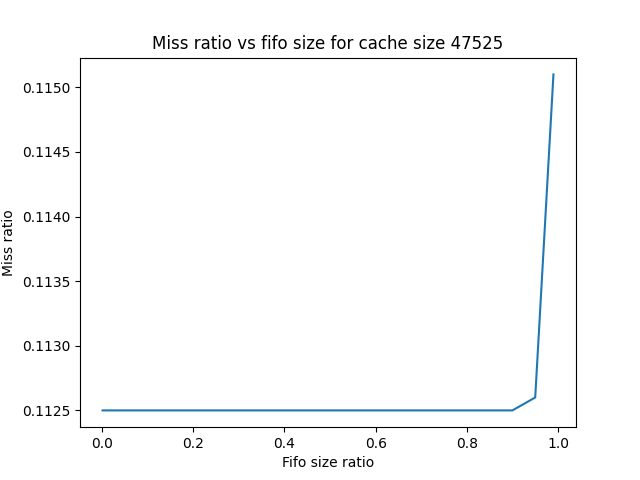 Miss ratio vs fifo size for cache size 47525
0.1150
0.1145
0.1140
0.1135
0.1130
0.1125
Miss ratio
0.0 0.2 0.4 0.6 0.8 1.0
Fifo size ratio